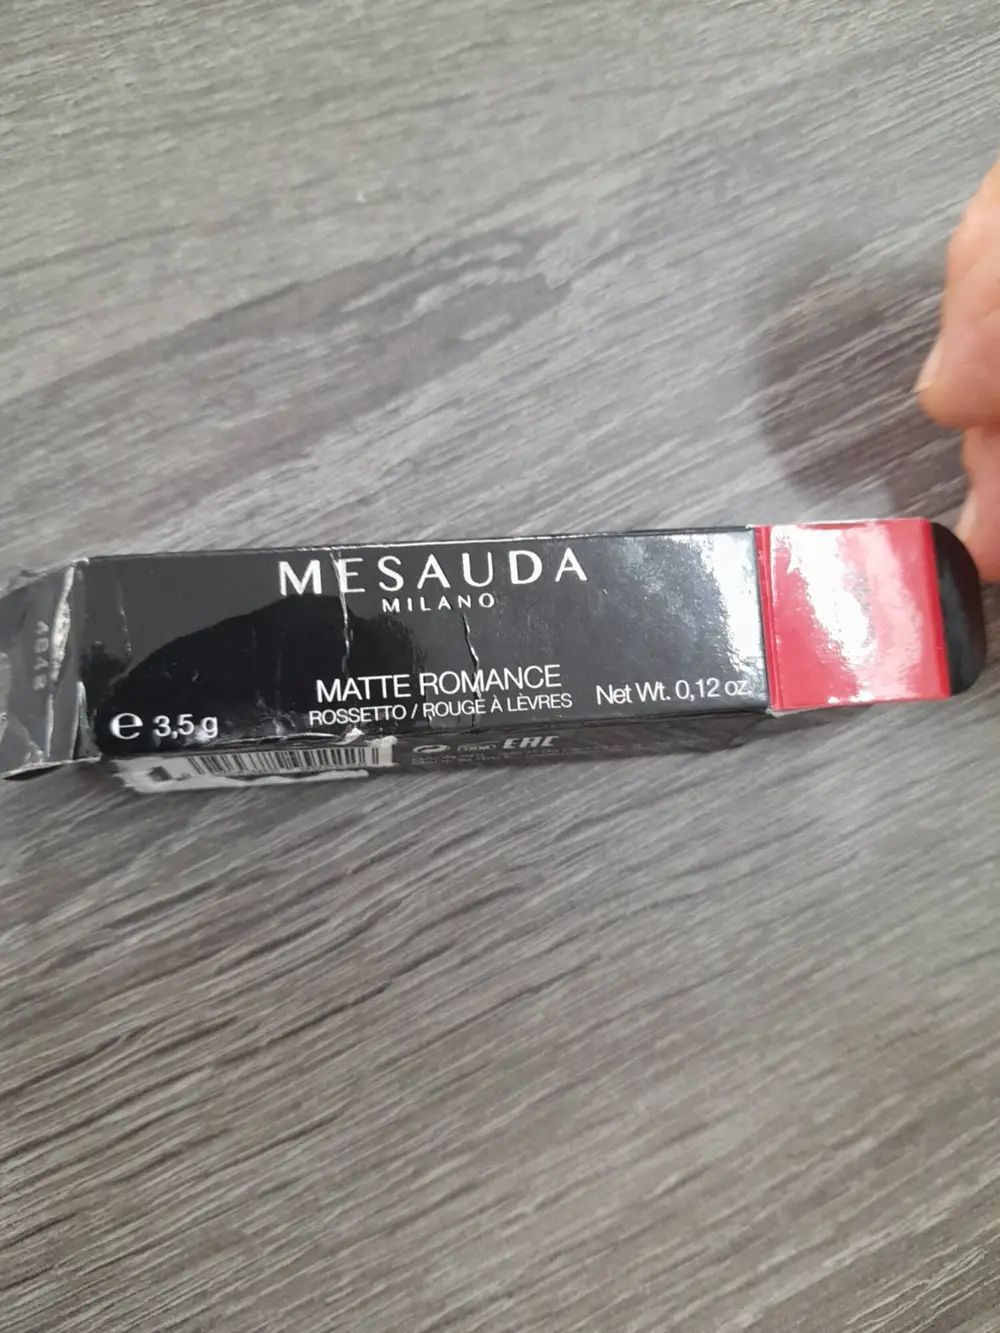 MESAUDA
MILANO
MATTE ROMANCE
ROSSETTO / ROUGE À LÈVRES
Net Wt. 0,12 oz
e 3,5 g
EAC